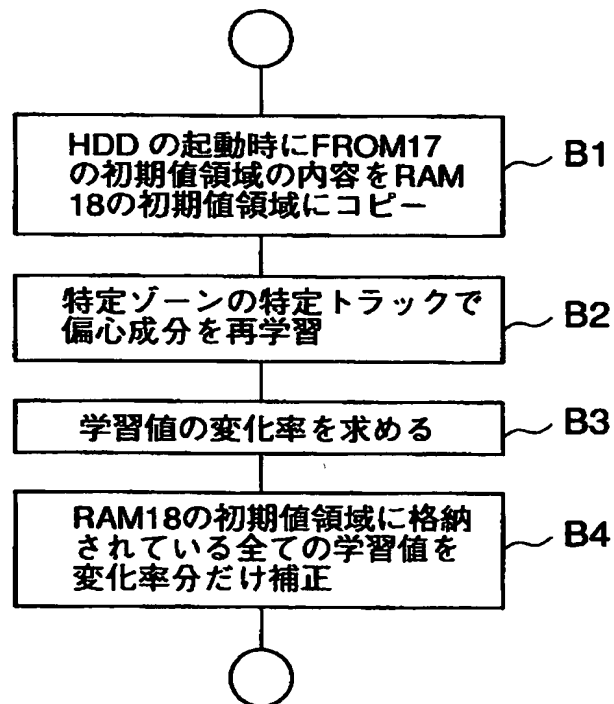 HDD の起動時にFROM17
の初期値領域の内容をRAM
18の初期値領域にコピー
B1
特定ゾーンの特定トラックで
偏心成分を再学習
B2
学習値の変化率を求める
B3
RAM18の初期値領域に格納
されている全ての学習値を
変化率分だけ補正
B4